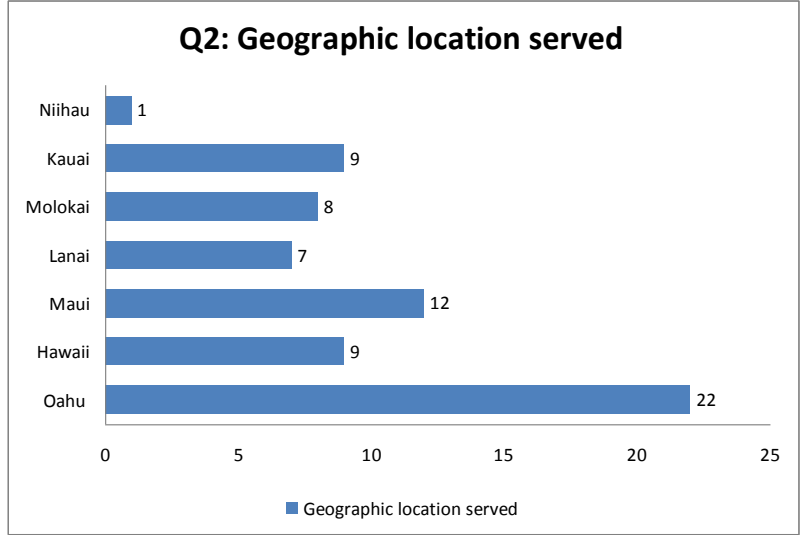 Q2: Geographic location served
Niihau 1
Kauai 9
Molokai 8
Lanai 7
Maui 12
Hawaii 9
Oahu 22
0 5 10 15 20 25
Geographic location served